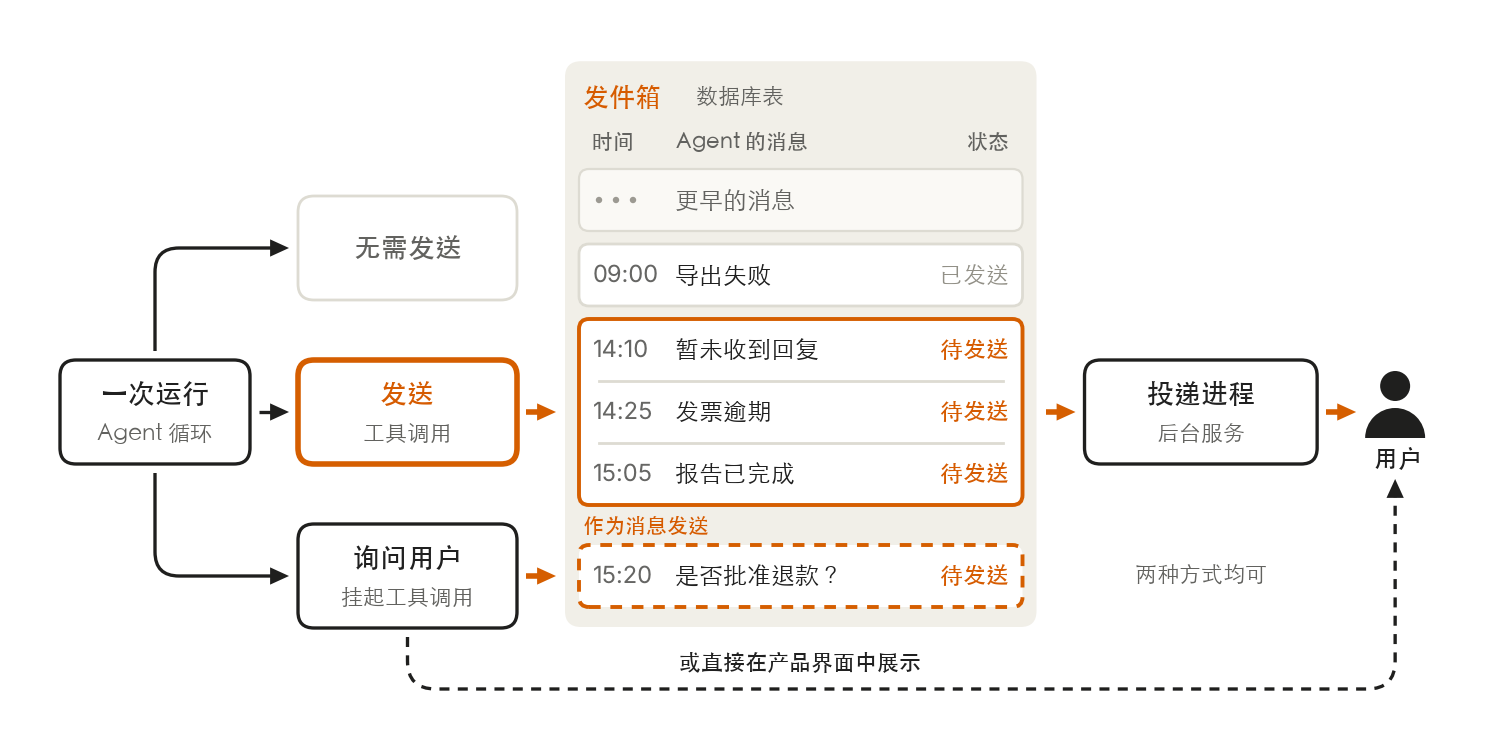 发件箱 数据库表
时间 Agent 的消息 状态
更早的消息
09:00 导出失败 已发送
14:10 暂未收到回复 待发送
14:25 发票逾期 待发送
15:05 报告已完成 待发送
作为消息发送
15:20 是否批准退款？ 待发送
无需发送
一次运行
Agent 循环
发送
工具调用
询问用户
挂起工具调用
投递进程
后台服务
用户
两种方式均可
或直接在产品界面中展示